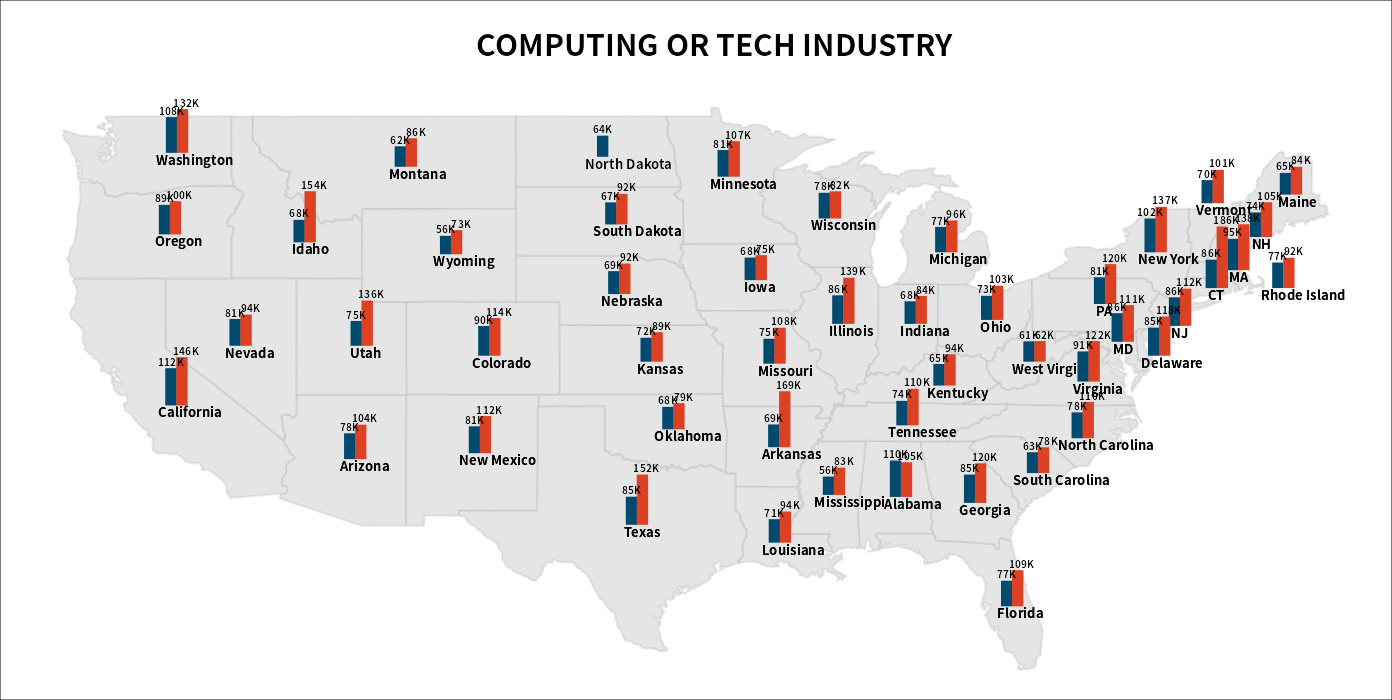 COMPUTING OR TECH INDUSTRY
108K 132K
Washington
62K 86K
Montana
64K
North Dakota
81K 107K
Minnesota
89K 100K
Oregon
68K 154K
Idaho
56K 73K
Wyoming
67K 92K
South Dakota
78K 82K
Wisconsin
77K 96K
Michigan
102K 137K
New York
70K 101K
Vermont
65K 84K
Maine
74K 105K
NH
95K 138K
MA
86K 186K
CT
77K 92K
Rhode Island
81K 94K
Nevada
75K 136K
Utah
90K 114K
Colorado
69K 92K
Nebraska
68K 75K
Iowa
86K 139K
Illinois
68K 84K
Indiana
73K 103K
Ohio
81K 120K
PA
86K 112K
NJ
86K 111K
MD
85K 118K
Delaware
112K 146K
California
72K 89K
Kansas
75K 108K
Missouri
65K 94K
Kentucky
61K 62K
West Virgi
91K 122K
Virginia
78K 104K
Arizona
81K 112K
New Mexico
68K 79K
Oklahoma
69K 169K
Arkansas
74K 110K
Tennessee
78K 110K
North Carolina
63K 78K
South Carolina
85K 152K
Texas
71K 94K
Louisiana
56K 83K
Mississippi
110K 105K
Alabama
85K 120K
Georgia
77K 109K
Florida